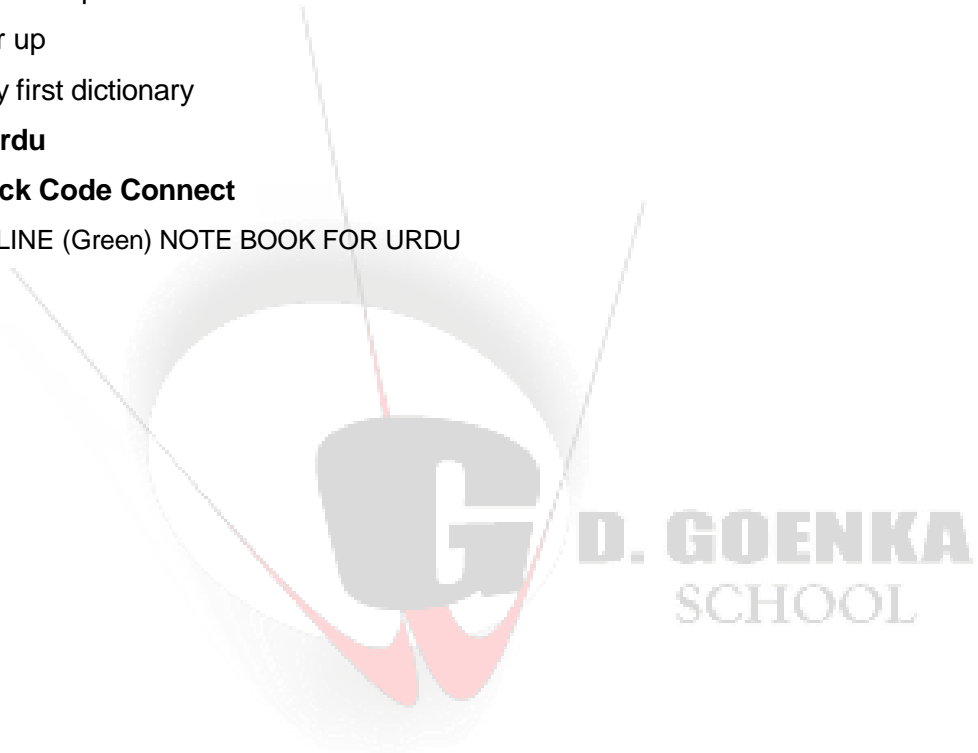 r up
y first dictionary
rdu
ck Code Connect
LINE (Green) NOTE BOOK FOR URDU
G
D. GOENKA
SCHOOL